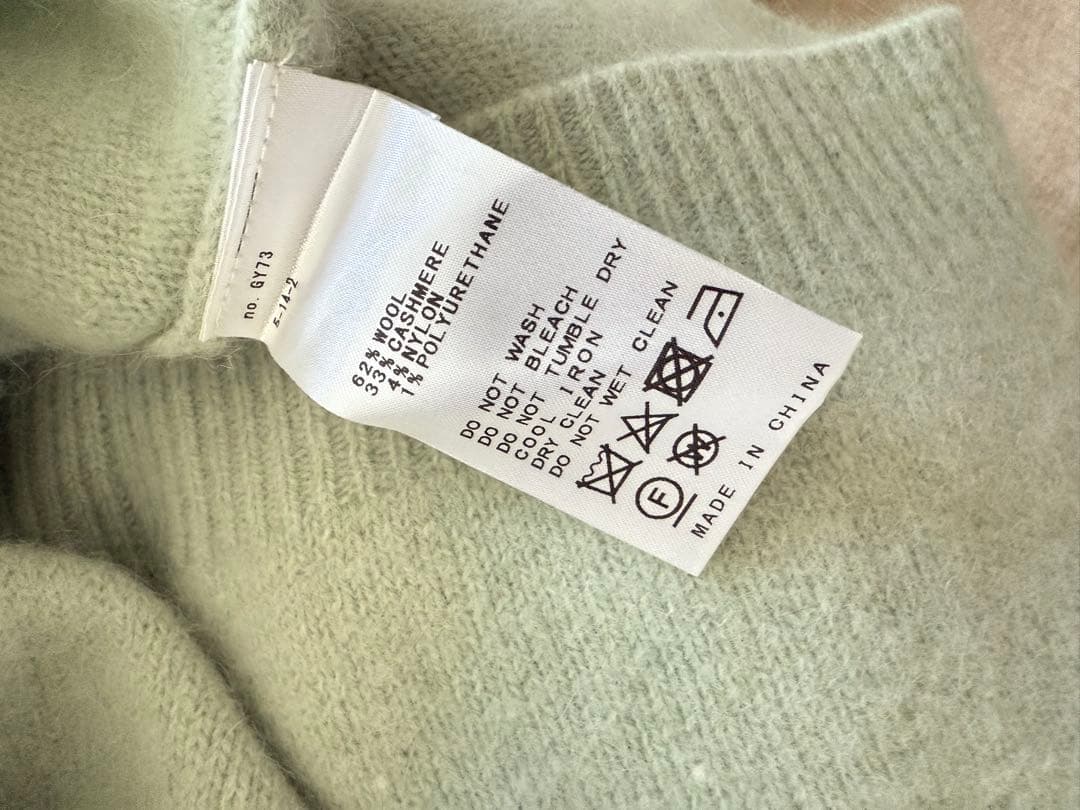 no. GY73
5-14-2
62% WOOL
33% CASHMERE
4% NYLON
1% POLYURETHANE
DO NOT WASH
DO NOT BLEACH
DO NOT TUMBLE DRY
COOL IRON
DRY CLEAN
DO NOT WET CLEAN
F
W
MADE IN CHINA